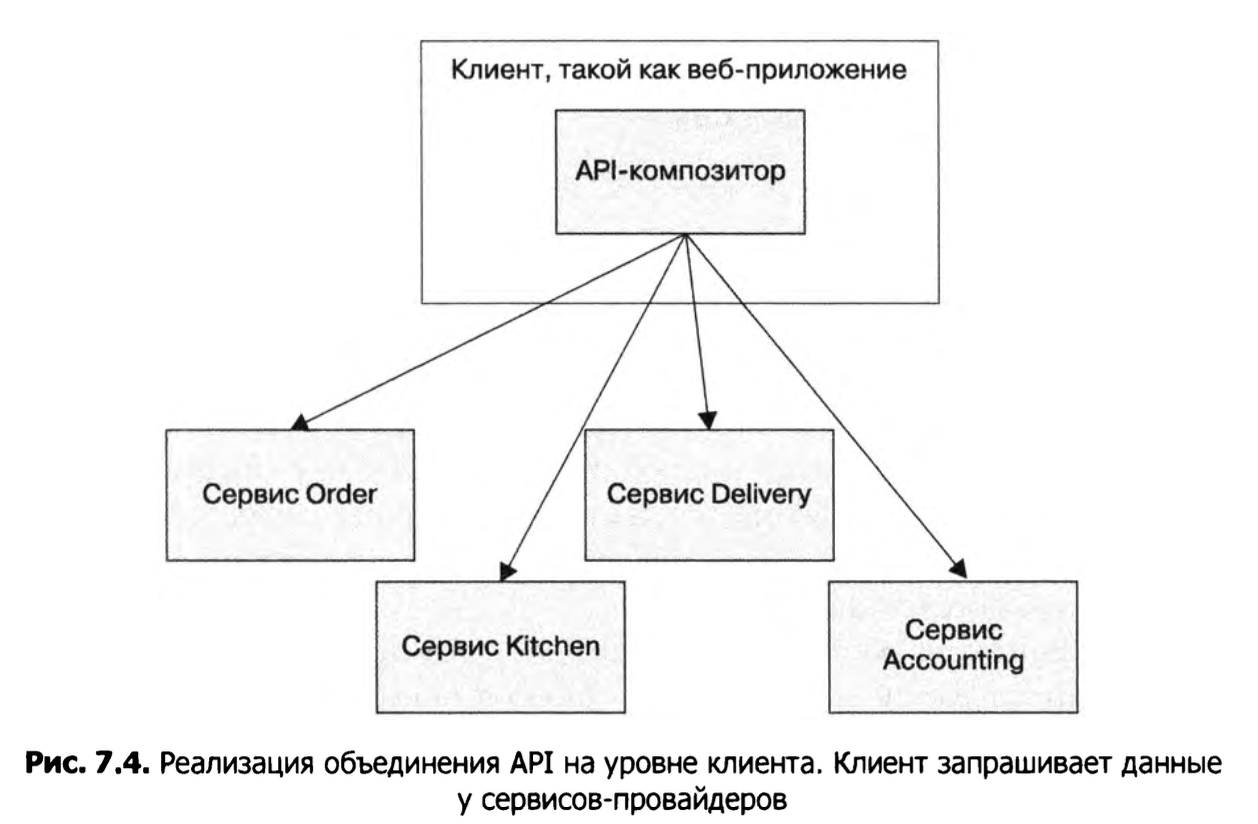 Клиент, такой как веб-приложение
API-композитор
Сервис Order
Сервис Delivery
Сервис Kitchen
Сервис
Accounting
Рис. 7.4. Реализация объединения API на уровне клиента. Клиент запрашивает данные
у сервисов-провайдеров